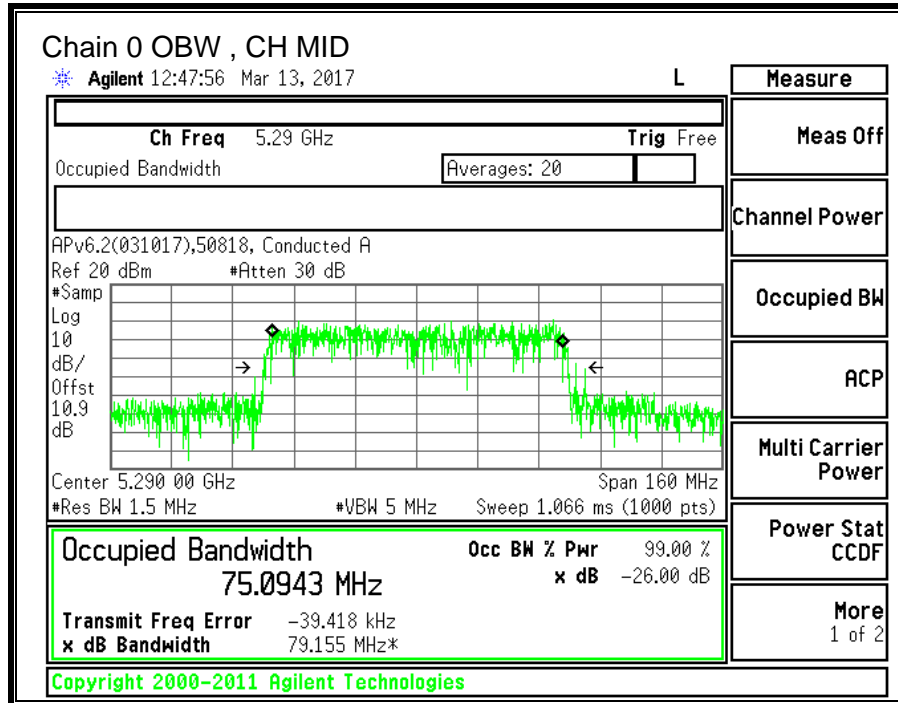 Chain 0 OBW , CH MID
Agilent 12:47:56 Mar 13, 2017 L
Measure
Ch Freq 5.29 GHz Trig Free
Occupied Bandwidth Averages: 20
APv6.2(031017),50818, Conducted A
Ref 20 dBm #Atten 30 dB
#Samp
Log
10
dB/
Offst
10.9
dB
Center 5.290 00 GHz Span 160 MHz
#Res BW 1.5 MHz #VBW 5 MHz Sweep 1.066 ms (1000 pts)
Occupied Bandwidth Occ BW % Pwr 99.00 %
75.0943 MHz x dB -26.00 dB
Transmit Freq Error -39.418 kHz
x dB Bandwidth 79.155 MHz*
Copyright 2000-2011 Agilent Technologies
Meas Off
Channel Power
Occupied BW
ACP
Multi Carrier
Power
Power Stat
CCDF
More
1 of 2